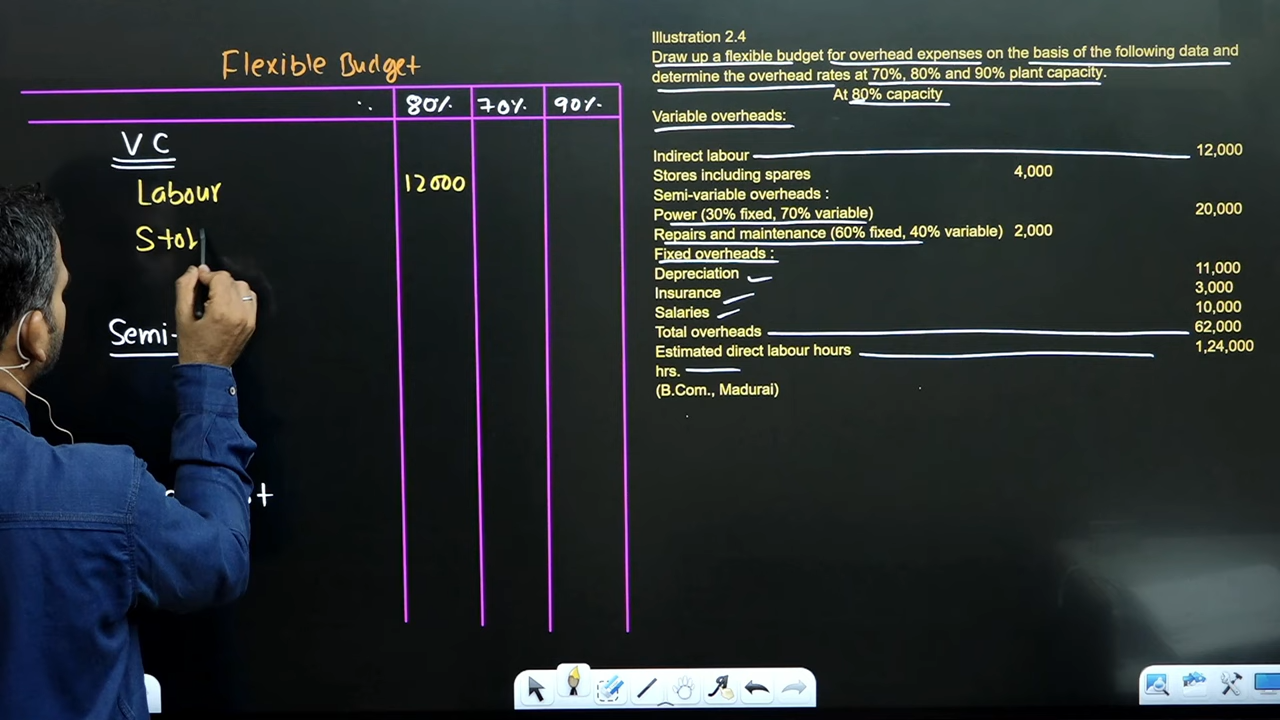 Flexible Budget
80% 70% 90%
V C
Labour 12000
Stor
Semi-
Illustration 2.4
Draw up a flexible budget for overhead expenses on the basis of the following data and
determine the overhead rates at 70%, 80% and 90% plant capacity.
At 80% capacity
Variable overheads:
Indirect labour 12,000
Stores including spares 4,000
Semi-variable overheads :
Power (30% fixed, 70% variable) 20,000
Repairs and maintenance (60% fixed, 40% variable) 2,000
Fixed overheads :
Depreciation 11,000
Insurance 3,000
Salaries 10,000
Total overheads 62,000
Estimated direct labour hours 1,24,000
hrs.
(B.Com., Madurai)